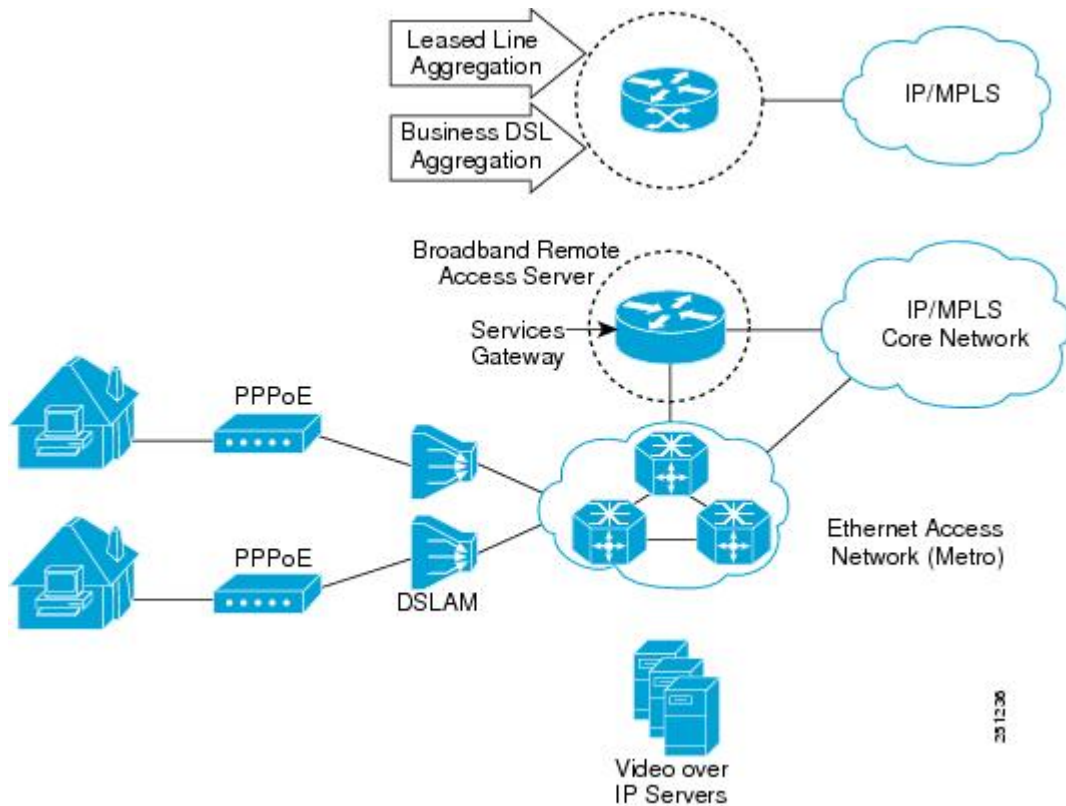 Leased Line
Aggregation
IP/MPLS
Business DSL
Aggregation
Broadband Remote
Access Server
Services
Gateway
IP/MPLS
Core Network
PPPoE
PPPoE
DSLAM
Ethernet Access
Network (Metro)
Video over
IP Servers
251236